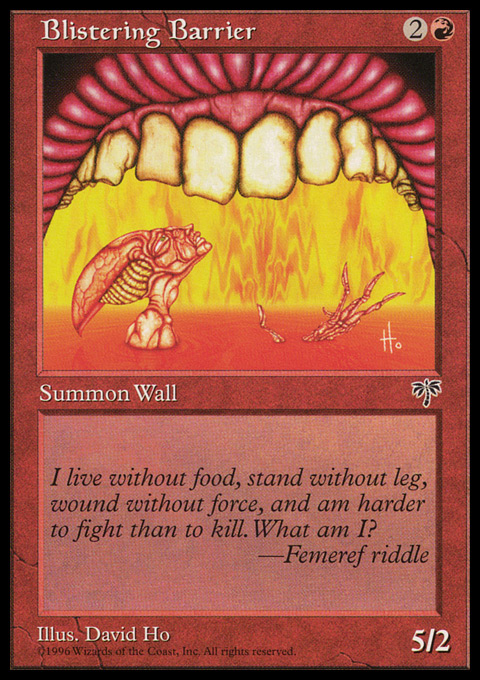 Blistering Barrier 2
Ho
Summon Wall
I live without food, stand without leg,
wound without force, and am harder
to fight than to kill. What am I?
—Femeref riddle
Illus. David Ho
©1996 Wizards of the Coast, Inc. All rights reserved.
5/2